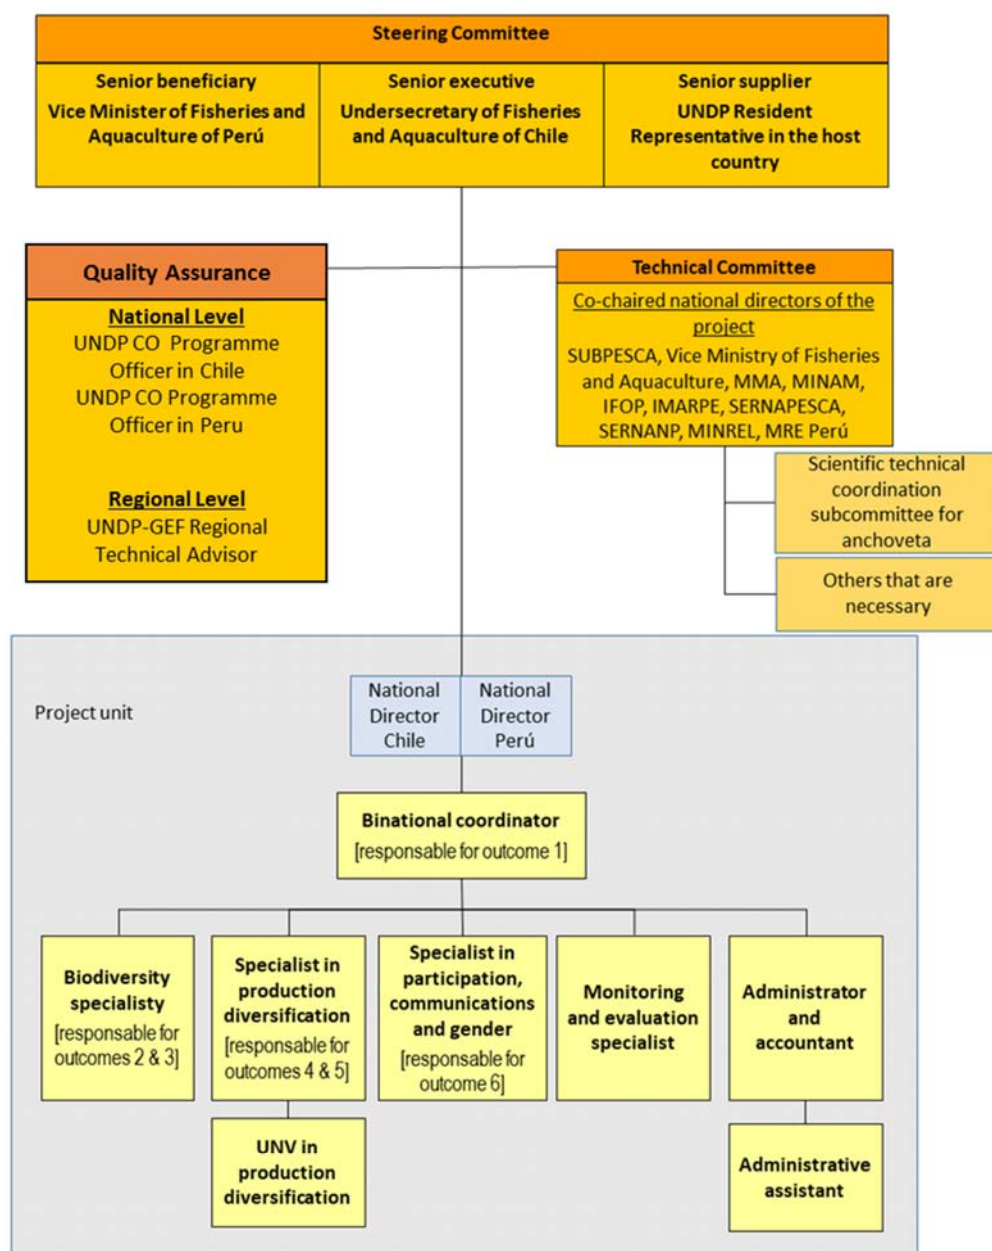 Steering Committee
Senior beneficiary
Vice Minister of Fisheries and
Aquaculture of Perú
Senior executive
Undersecretary of Fisheries
and Aquaculture of Chile
Senior supplier
UNDP Resident
Representative in the host
country
Quality Assurance
National Level
UNDP CO Programme
Officer in Chile
UNDP CO Programme
Officer in Peru
Regional Level
UNDP-GEF Regional
Technical Advisor
Technical Committee
Co-chaired national directors of the
project
SUBPESCA, Vice Ministry of Fisheries
and Aquaculture, MMA, MINAM,
IFOP, IMARPE, SERNAPESCA,
SERNANP, MINREL, MRE Perú
Scientific technical
coordination
subcommittee for
anchoveta
Others that are
necessary
Project unit
National
Director
Chile
National
Director
Perú
Binational coordinator
[responsable for outcome 1]
Biodiversity
specialisty
[responsable for
outcomes 2 & 3]
Specialist in
production
diversification
[responsable for
outcomes 4 & 5]
Specialist in
participation,
communications
and gender
[responsable for
outcome 6]
Monitoring
and evaluation
specialist
Administrator
and
accountant
UNV in
production
diversification
Administrative
assistant